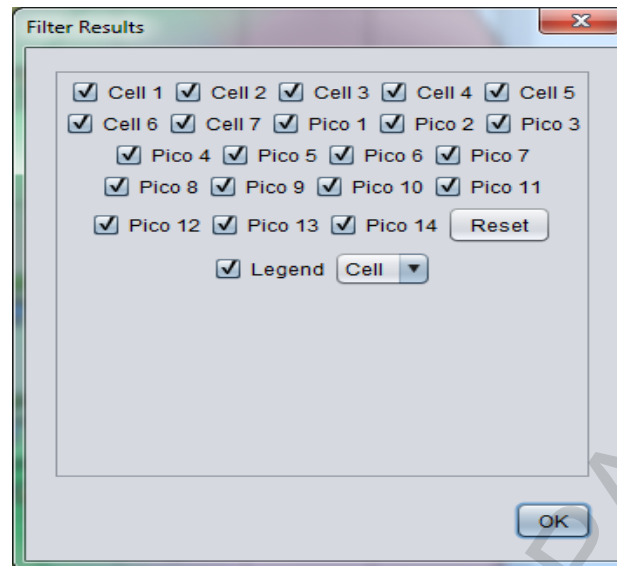 Filter Results
Cell 1 Cell 2 Cell 3 Cell 4 Cell 5
Cell 6 Cell 7 Pico 1 Pico 2 Pico 3
Pico 4 Pico 5 Pico 6 Pico 7
Pico 8 Pico 9 Pico 10 Pico 11
Pico 12 Pico 13 Pico 14 Reset
Legend Cell
OK